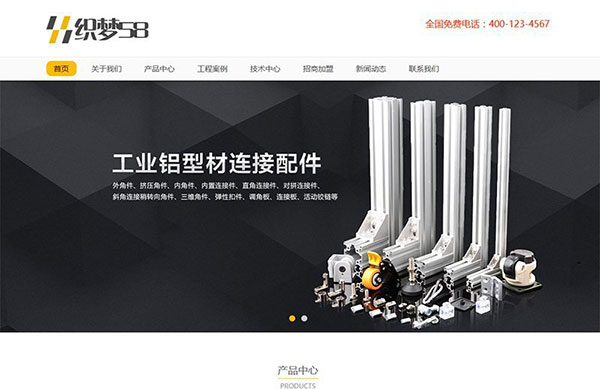 织梦58
全国免费电话：400-123-4567
首页 关于我们 产品中心 工程案例 技术中心 招商加盟 新闻动态 联系我们
工业铝型材连接配件
外角件、挤压角件、内角件、内置连接件、直角连接件、对拼连接件、
斜角连接稍转向角件、三维角件、弹性扣件、调角板、连接板、活动铰链等
产品中心
PRODUCTS